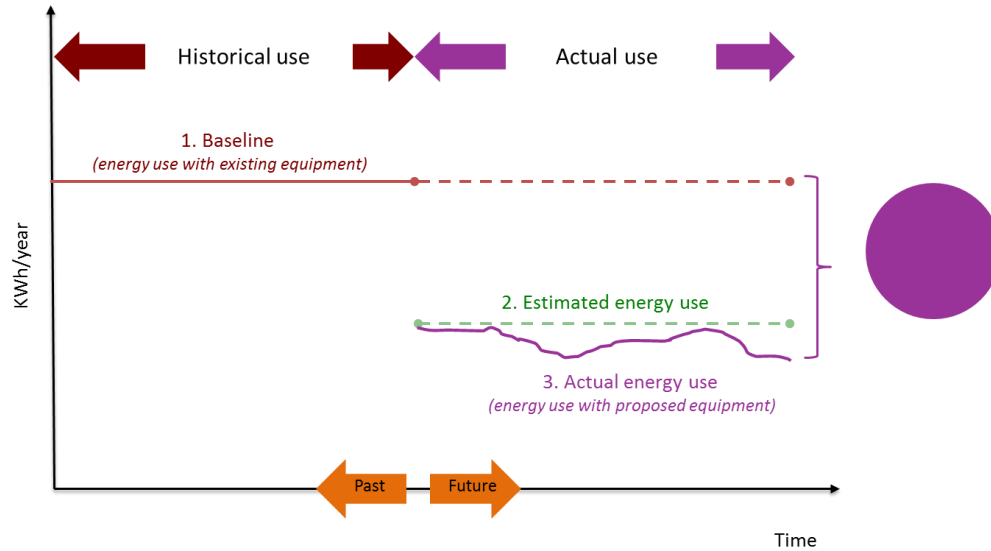 Historical use
Actual use
1. Baseline
(energy use with existing equipment)
KWh/year
2. Estimated energy use
3. Actual energy use
(energy use with proposed equipment)
Past
Future
Time